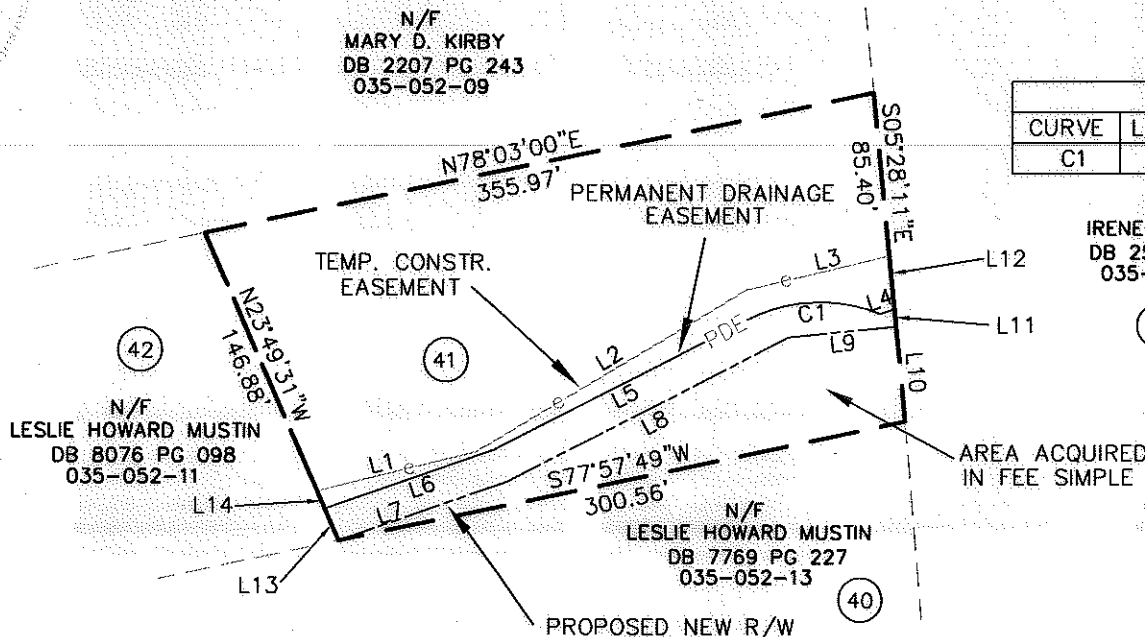 N/F
MARY D. KIRBY
DB 2207 PG 243
035-052-09
CURVE
C1
N78°03'00"E
355.97'
S05°28'11"E
85.40'
PERMANENT DRAINAGE
EASEMENT
TEMP. CONSTR.
EASEMENT
IRENE
DB
035-
L12
L11
L3
L4
C1
PDE
e
L9
L10
N23°49'31"W
146.88'
42
41
L2
e
L5
L8
N/F
LESLIE HOWARD MUSTIN
DB 8076 PG 098
035-052-11
L1
e
L6
L7
S77°57'49"W
300.56'
AREA ACQUIRED
IN FEE SIMPLE
L14
L13
N/F
LESLIE HOWARD MUSTIN
DB 7769 PG 227
035-052-13
40
PROPOSED NEW R/W